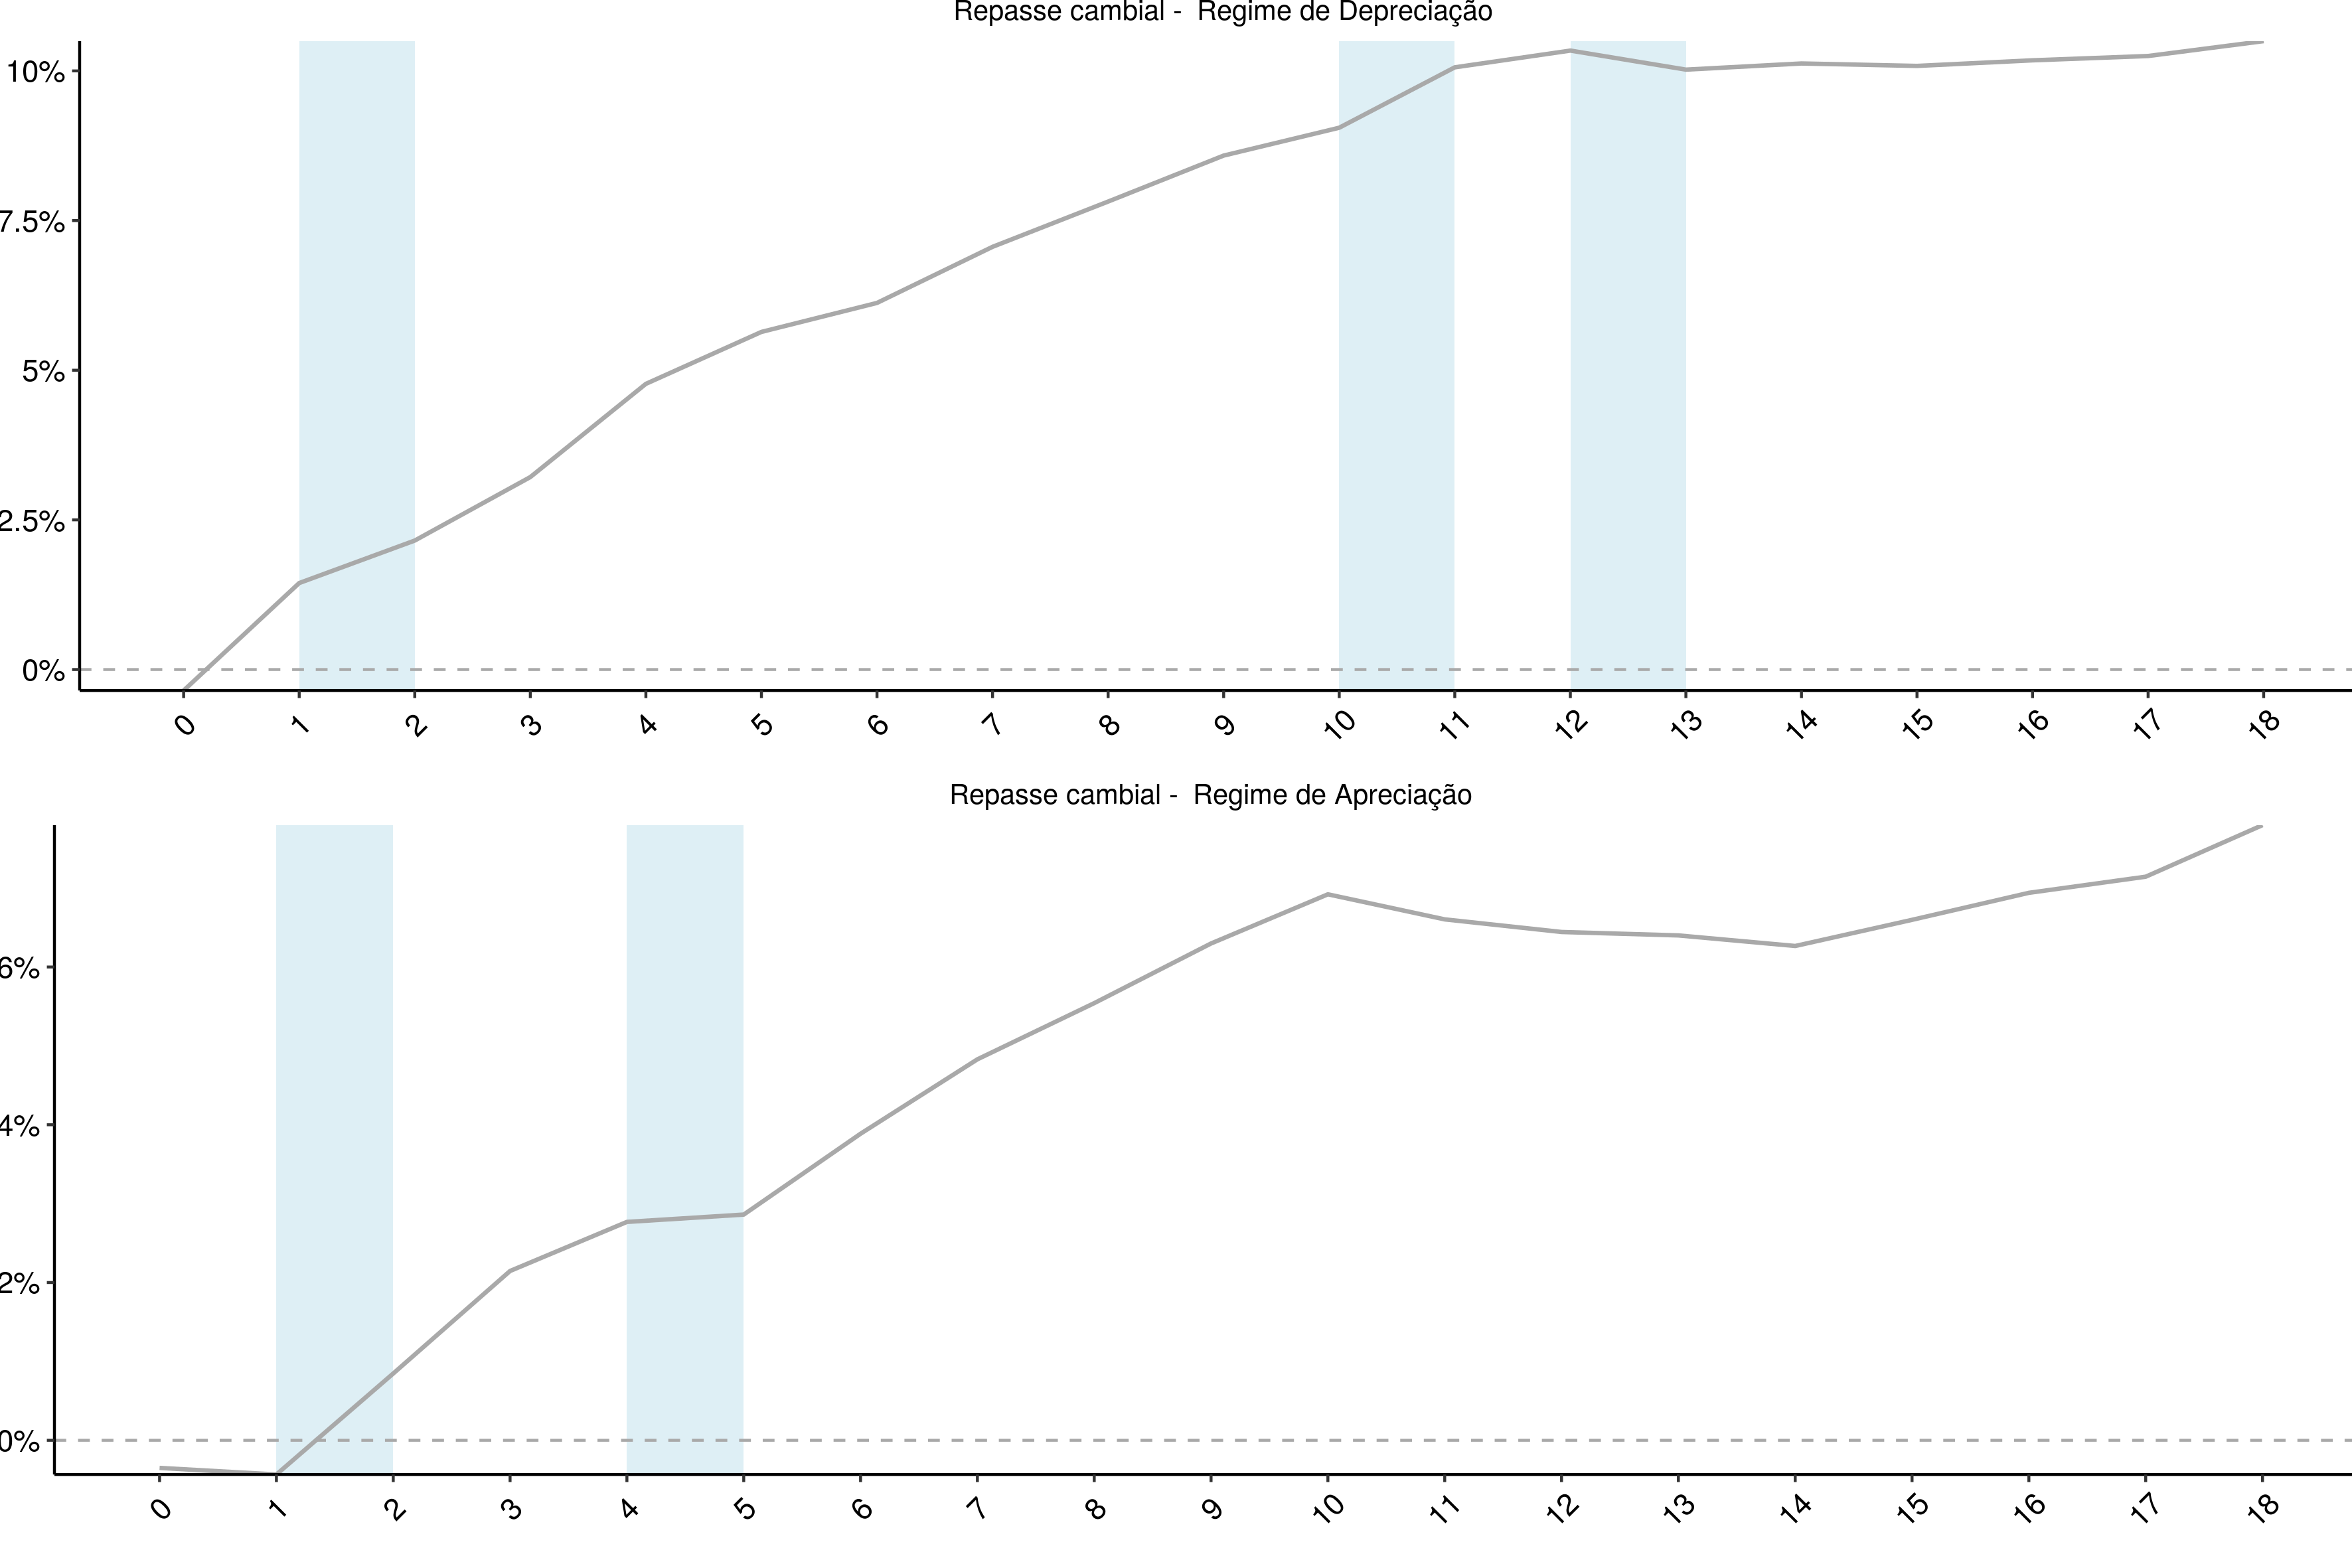 Repasse cambial -  Regime de Depreciação
10%
7.5%
5%
2.5%
0%
0 1 2 3 4 5 6 7 8 9 10 11 12 13 14 15 16 17 18
Repasse cambial -  Regime de Apreciação
6%
4%
2%
0%
0 1 2 3 4 5 6 7 8 9 10 11 12 13 14 15 16 17 18